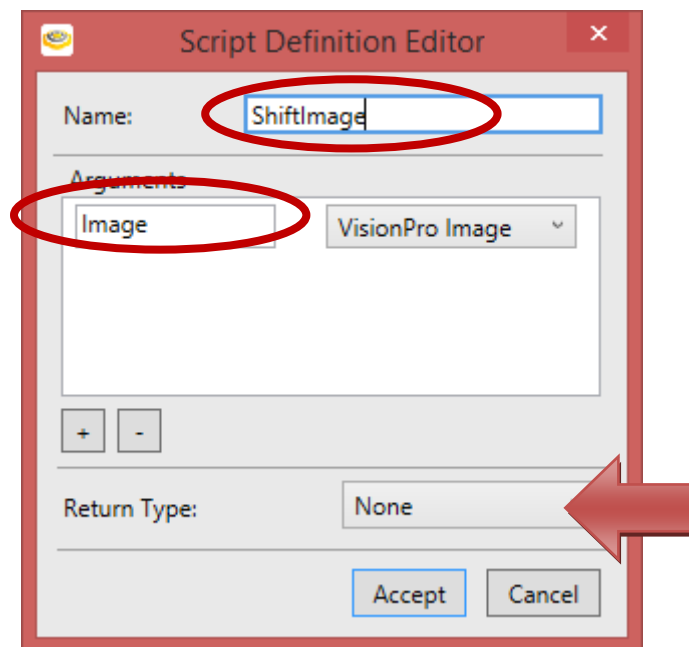 Script Definition Editor
Name: ShiftImage
Arguments
Image VisionPro Image
+ -
Return Type: None
Accept Cancel